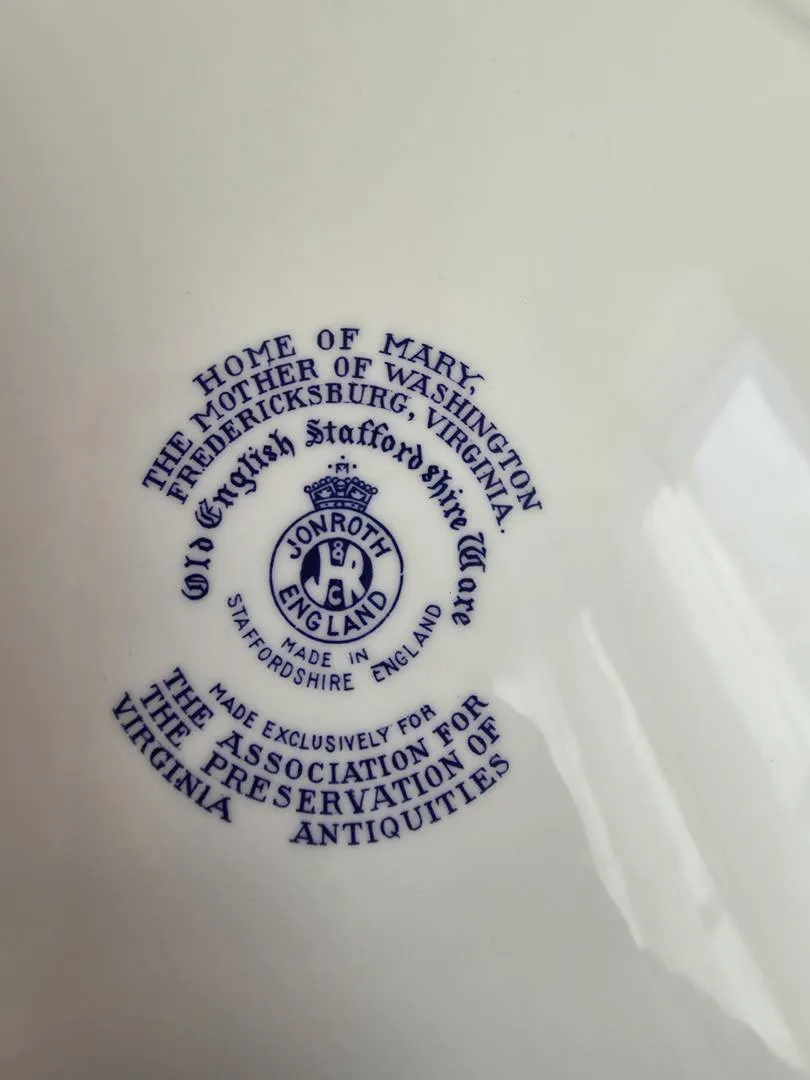 HOME OF MARY,
THE MOTHER OF WASHINGTON
FREDERICKSBURG, VIRGINIA.
Old English Staffordshire Ware
M
JONROTH
J&R
C
ENGLAND
MADE IN
STAFFORDSHIRE ENGLAND
MADE EXCLUSIVELY FOR
THE ASSOCIATION FOR
THE PRESERVATION OF
VIRGINIA ANTIQUITIES